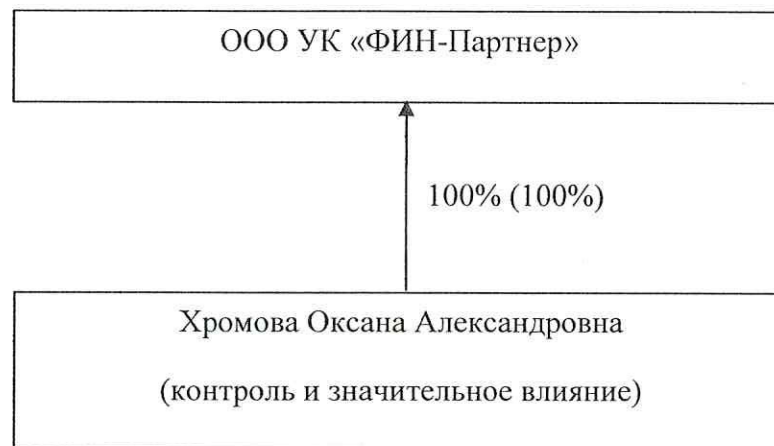 ООО УК «ФИН-Партнер»
100% (100%)
Хромова Оксана Александровна
(контроль и значительное влияние)